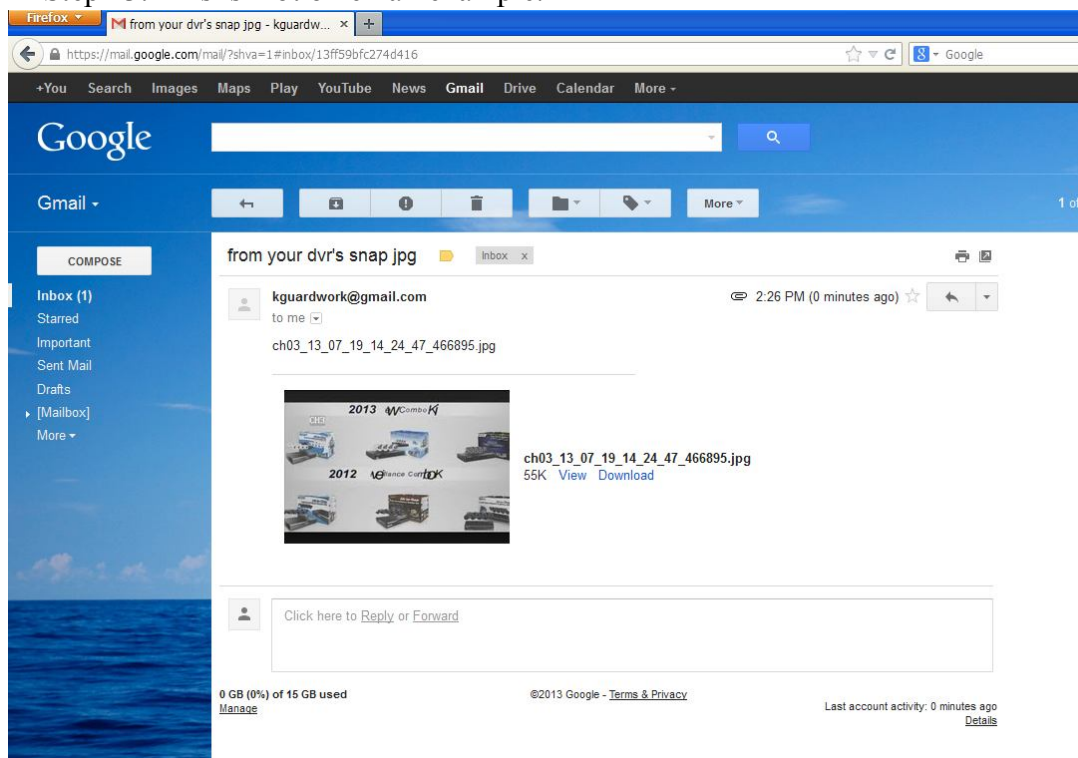 Firefox
from your dvr's snap jpg - kguardw... × +
https://mail.google.com/mail/?shva=1#inbox/13ff59bfc274d416
Google
+You Search Images Maps Play YouTube News Gmail Drive Calendar More
Google
Gmail
More
1
COMPOSE
from your dvr's snap jpg
Inbox x
Inbox (1)
Starred
Important
Sent Mail
Drafts
[Mailbox]
More
kguardwork@gmail.com
2:26 PM (0 minutes ago)
to me
ch03_13_07_19_14_24_47_466895.jpg
CH3
2013
2012
ch03_13_07_19_14_24_47_466895.jpg
55K View Download
Click here to Reply or Forward
0 GB (0%) of 15 GB used
Manage
©2013 Google - Terms & Privacy
Last account activity: 0 minutes ago
Details